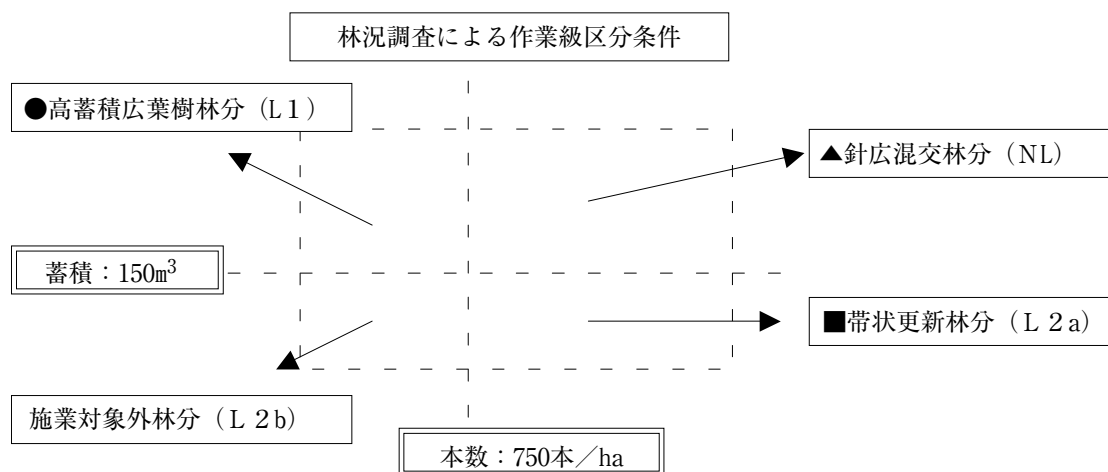 林況調査による作業級区分条件
●高蓄積広葉樹林分（L１）
▲針広混交林分（NL）
蓄積：150m³
■帯状更新林分（L２a）
施業対象外林分（L２b）
本数：750本／ha